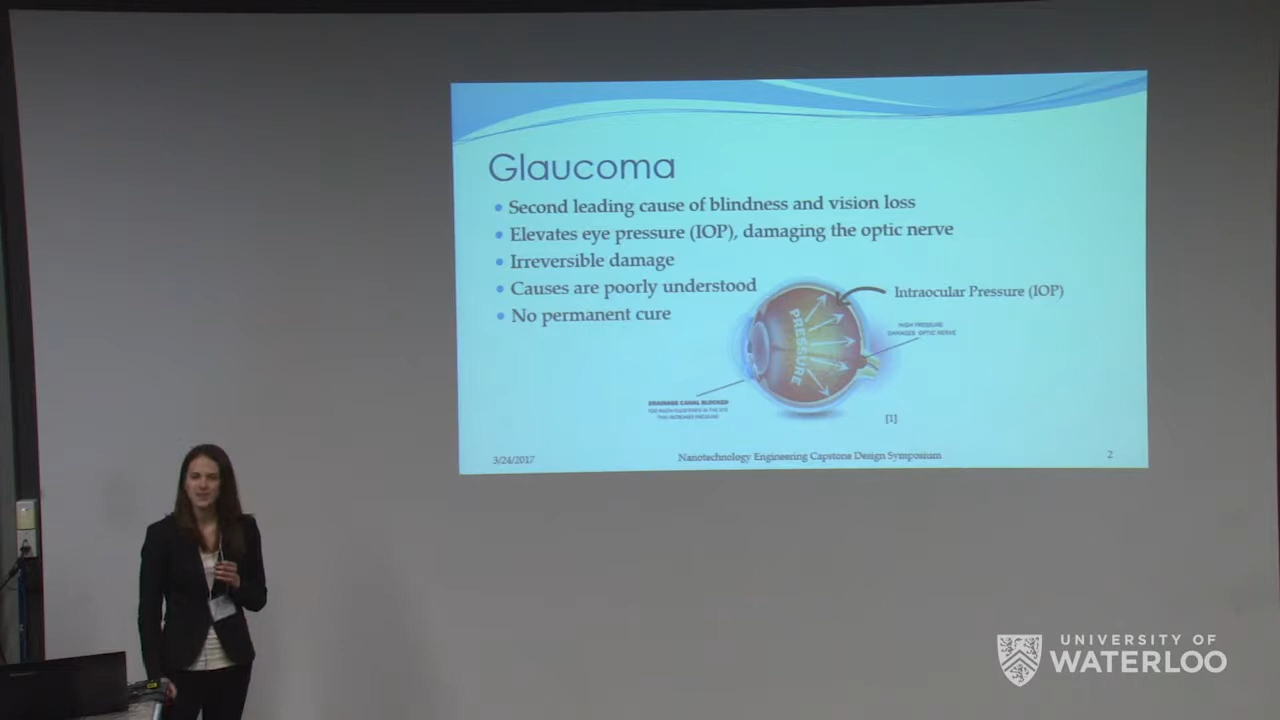 Glaucoma
Second leading cause of blindness and vision loss
Elevates eye pressure (IOP), damaging the optic nerve
Irreversible damage
Causes are poorly understood
No permanent cure
Intraocular Pressure (IOP)
HIGH PRESSURE
DAMAGES OPTIC NERVE
PRESSURE
DRAINAGE CANAL BLOCKED
[1]
3/24/2017
Nanotechnology Engineering Capstone Design Symposium
2
UNIVERSITY OF
WATERLOO